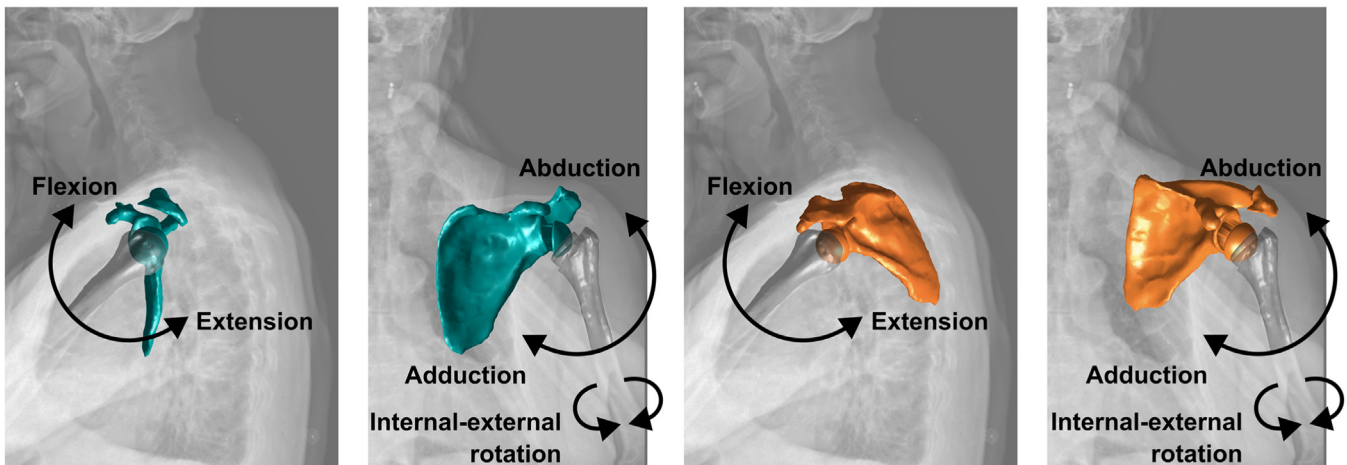 Flexion
Extension
Abduction
Adduction
Internal-external
rotation
Flexion
Extension
Abduction
Adduction
Internal-external
rotation